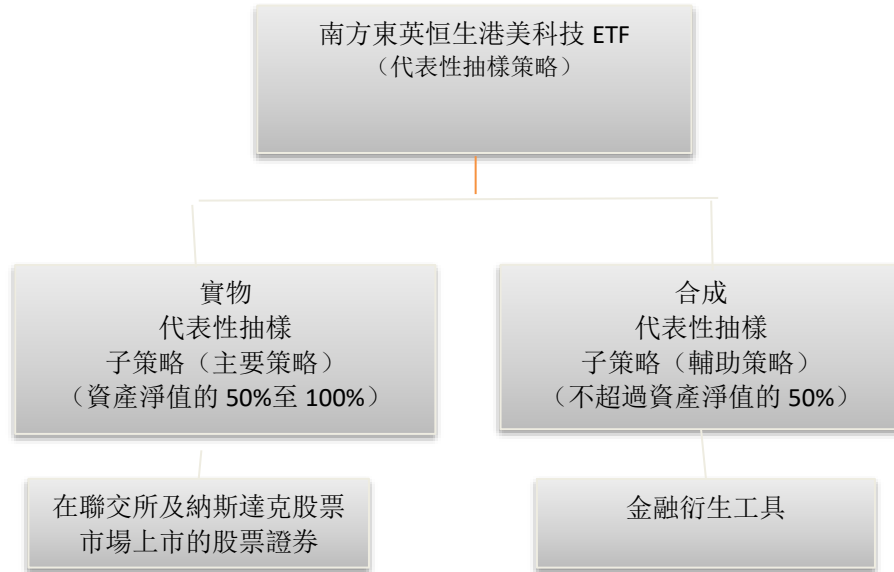 南方東英恒生港美科技 ETF
（代表性抽樣策略）
實物
代表性抽樣
子策略（主要策略）
（資產淨值的 50%至 100%）
合成
代表性抽樣
子策略（輔助策略）
（不超過資產淨值的 50%）
在聯交所及納斯達克股票
市場上市的股票證券
金融衍生工具